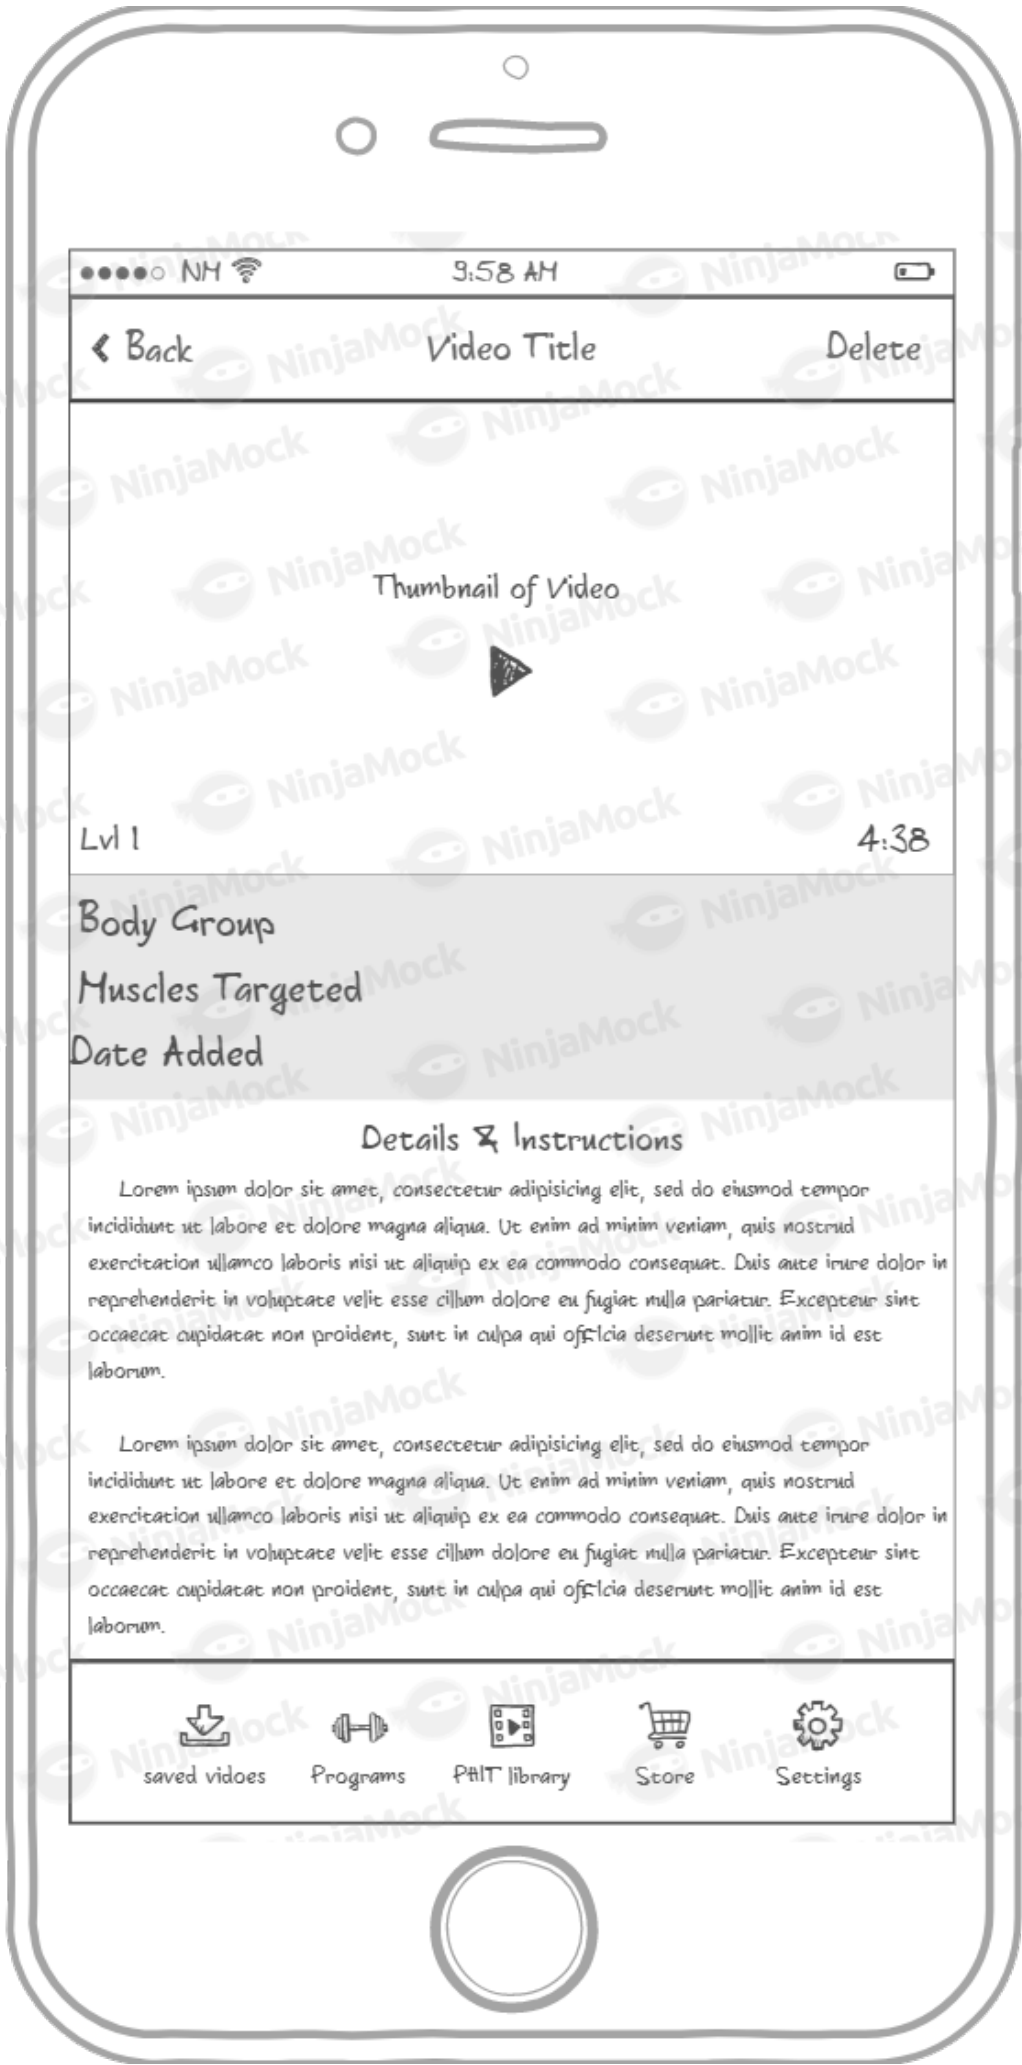 NM
9:58 AM
Back
Video Title
Delete
Thumbnail of Video
Lvl 1
4:38
Body Group
Muscles Targeted
Date Added
Details & Instructions
Lorem ipsum dolor sit amet, consectetur adipisicing elit, sed do eiusmod tempor
incididunt ut labore et dolore magna aliqua. Ut enim ad minim veniam, quis nostrud
exercitation ullamco laboris nisi ut aliquip ex ea commodo consequat. Duis aute irure dolor in
reprehenderit in voluptate velit esse cillum dolore eu fugiat nulla pariatur. Excepteur sint
occaecat cupidatat non proident, sunt in culpa qui officia deserunt mollit anim id est
laborum.
Lorem ipsum dolor sit amet, consectetur adipisicing elit, sed do eiusmod tempor
incididunt ut labore et dolore magna aliqua. Ut enim ad minim veniam, quis nostrud
exercitation ullamco laboris nisi ut aliquip ex ea commodo consequat. Duis aute irure dolor in
reprehenderit in voluptate velit esse cillum dolore eu fugiat nulla pariatur. Excepteur sint
occaecat cupidatat non proident, sunt in culpa qui officia deserunt mollit anim id est
laborum.
saved vidoes
Programs
PHIT library
Store
Settings
NinjaMock